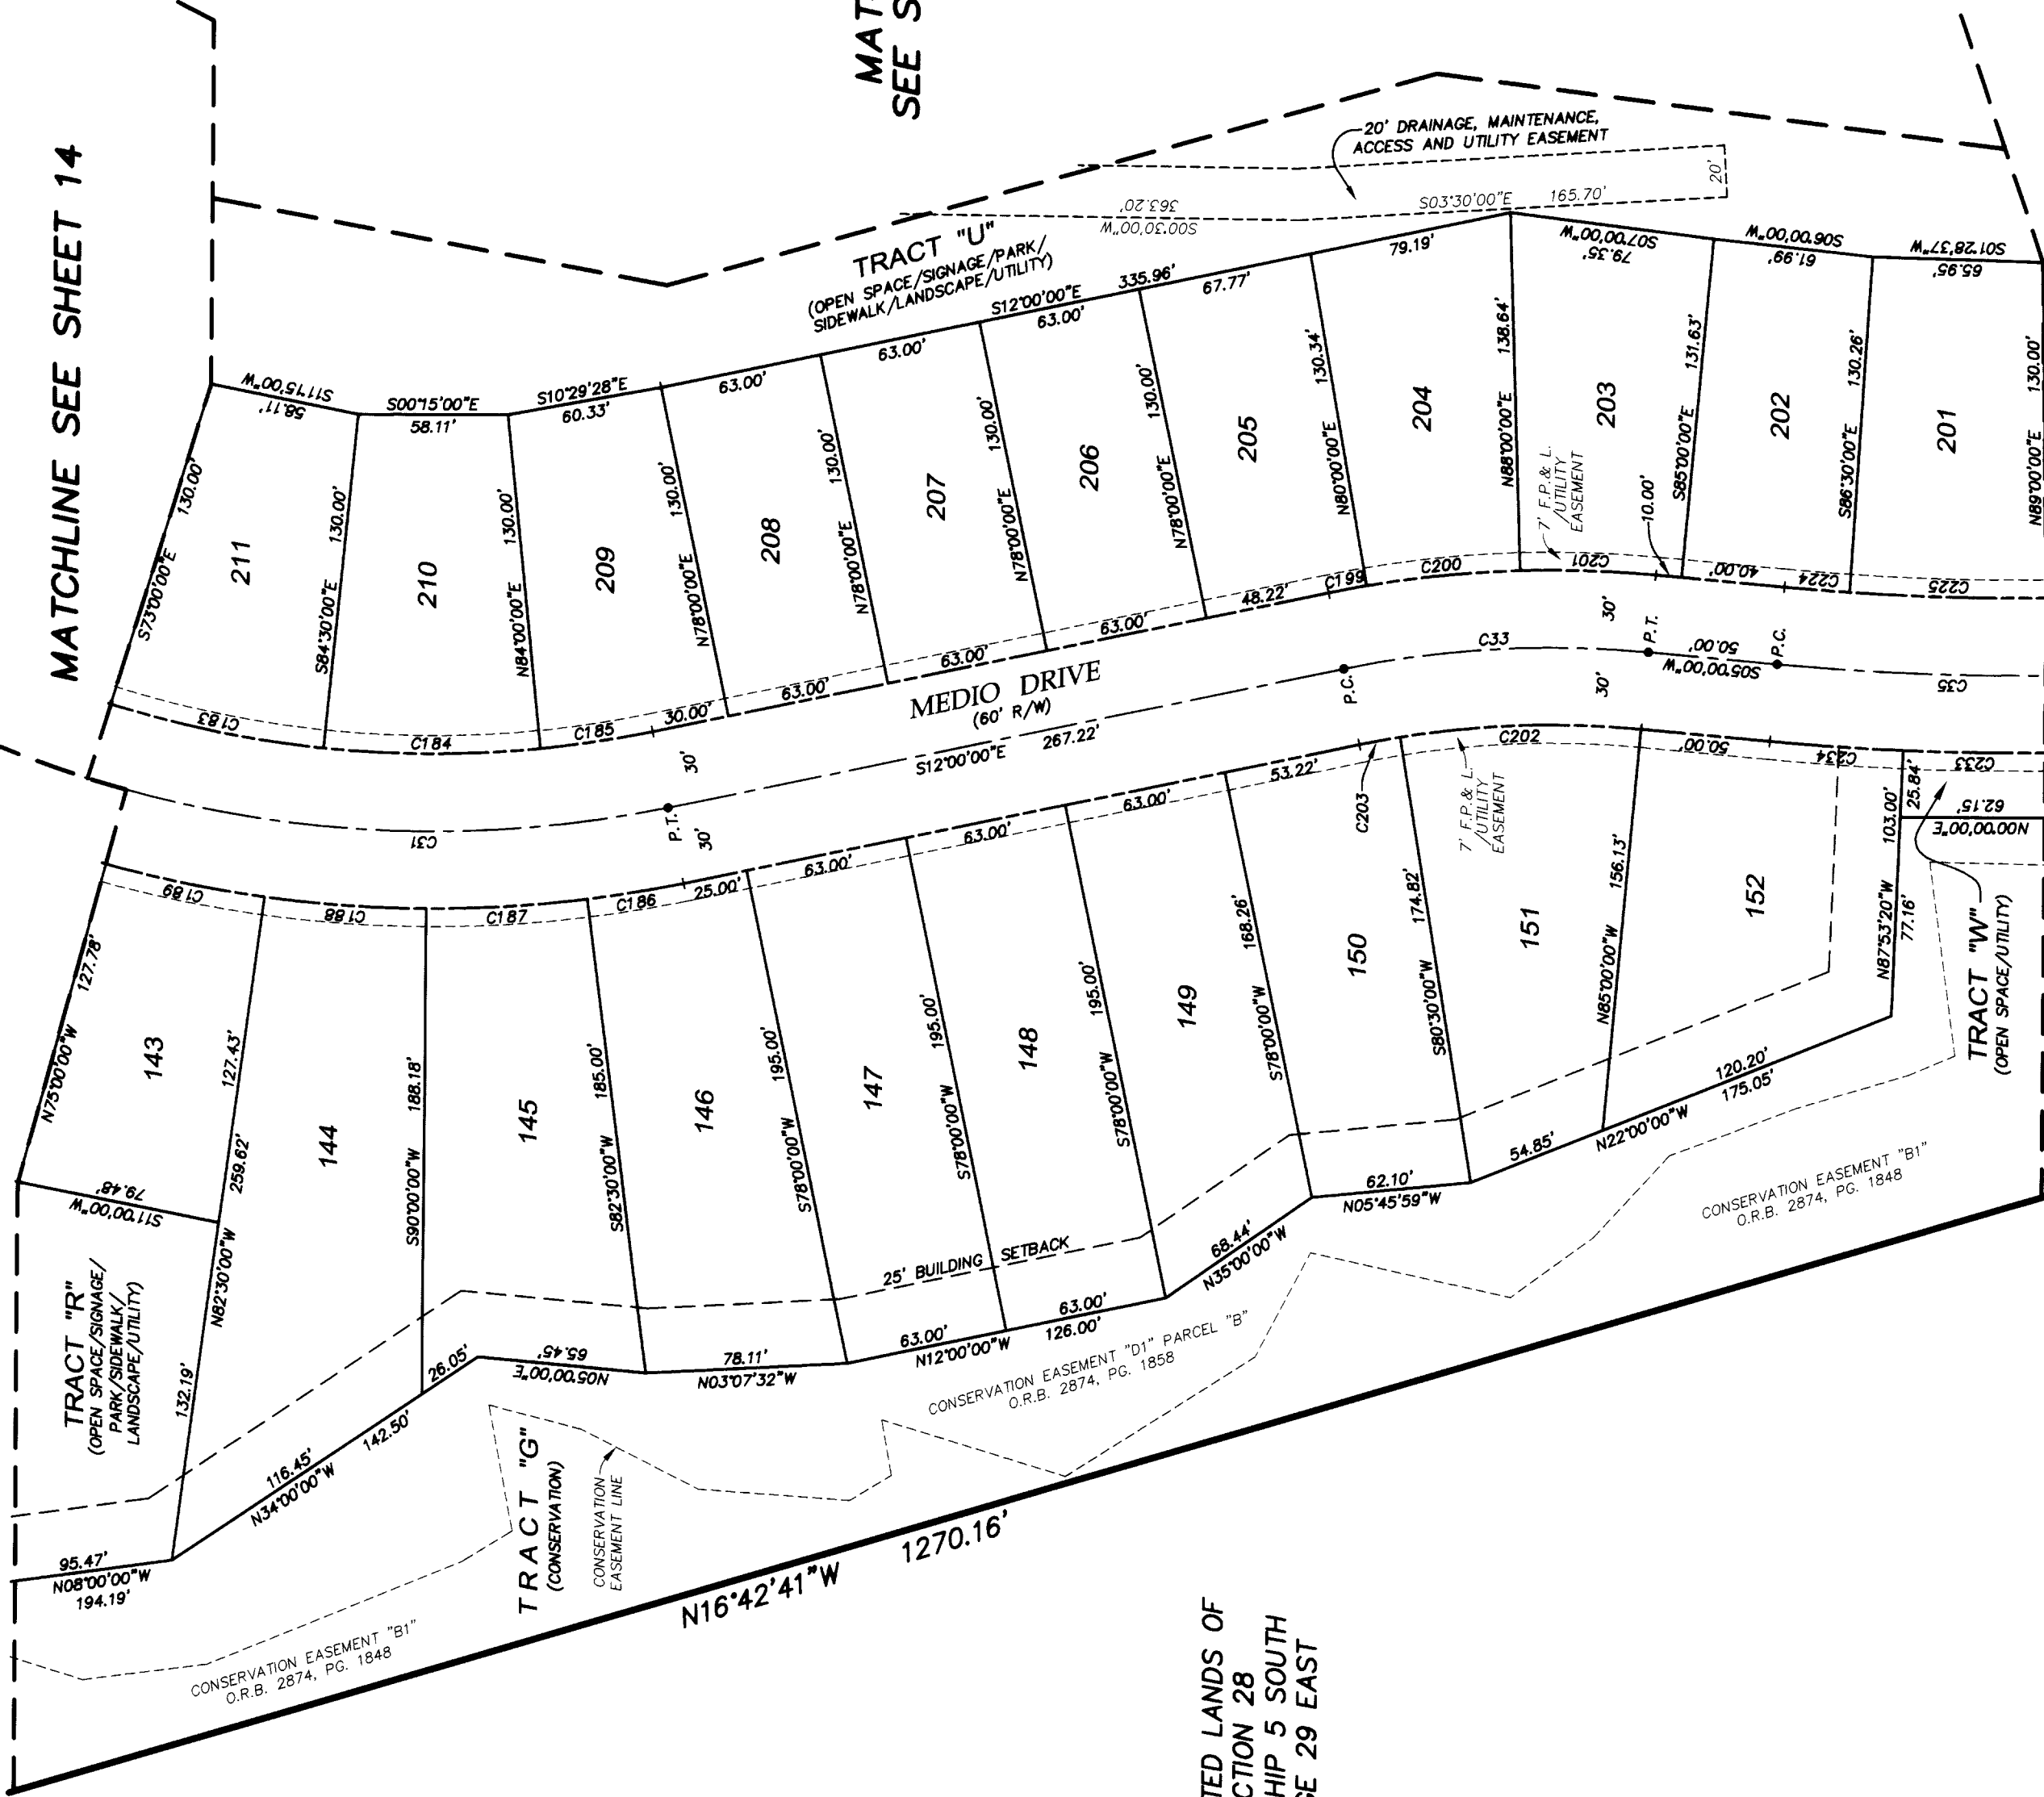 MATCHLINE SEE SHEET 14
MAT
SEE S
20' DRAINAGE, MAINTENANCE,
ACCESS AND UTILITY EASEMENT
20'
363.20'
S00°30'00"W
S03°30'00"E 165.70'
TRACT "U"
(OPEN SPACE/SIGNAGE/PARK/
SIDEWALK/LANDSCAPE/UTILITY)
S11°15'00"W
58.11'
S00°15'00"E
58.11'
S10°29'28"E
60.33'
63.00'
63.00'
S12°00'00"E 335.96'
63.00'
67.77'
79.19'
S07°00'00"W
79.35'
S06°00'00"W
61.99'
S01°28'37"W
65.95'
S73°00'00"E 130.00'
211
S84°30'00"E 130.00'
210
N84°00'00"E 130.00'
209
N78°00'00"E 130.00'
208
N78°00'00"E 130.00'
207
N78°00'00"E 130.00'
206
N78°00'00"E 130.00'
205
N80°00'00"E 130.34'
204
N88°00'00"E 138.64'
203
S85°00'00"E 131.63'
202
S86°30'00"E 130.26'
201
N89°00'00"E 130.00'
7' F.P.& L.
/UTILITY
EASEMENT
10.00'
C183
C184
C185
30.00'
63.00'
63.00'
63.00'
48.22'
C199
C200
C201
40.00'
C224
C225
MEDIO DRIVE
(60' R/W)
C31
P.T.
30'
30'
S12°00'00"E 267.22'
P.C.
C33
30'
30'
P.T.
50.00'
S05°00'00"W
P.C.
C35
C189
C188
C187
C186
25.00'
63.00'
63.00'
63.00'
53.22'
C203
C202
50.00'
C234
C233
7' F.P.& L.
/UTILITY
EASEMENT
N75°00'00"W 127.78'
143
S11°00'00"W
79.48'
127.43'
259.62'
N82°30'00"W
132.19'
144
S90°00'00"W 188.18'
145
S82°30'00"W 185.00'
146
S78°00'00"W 195.00'
147
S78°00'00"W 195.00'
148
S78°00'00"W 195.00'
149
S78°00'00"W 168.26'
150
S80°30'00"W 174.82'
151
N85°00'00"W 156.13'
152
N87°53'20"W 103.00'
77.16'
25.84'
62.15'
N00°00'00"E
TRACT "W"
(OPEN SPACE/UTILITY)
TRACT "R"
(OPEN SPACE/SIGNAGE/
PARK/SIDEWALK/
LANDSCAPE/UTILITY)
25' BUILDING SETBACK
95.47'
N08°00'00"W
194.19'
116.45'
N34°00'00"W
142.50'
26.05'
65.45'
N05°00'00"E
78.11'
N03°07'32"W
63.00'
N12°00'00"W
63.00'
126.00'
68.44'
N35°00'00"W
62.10'
N05°45'59"W
54.85'
N22°00'00"W
120.20'
175.05'
TRACT "G"
(CONSERVATION)
CONSERVATION
EASEMENT LINE
CONSERVATION EASEMENT "B1"
O.R.B. 2874, PG. 1848
CONSERVATION EASEMENT "D1" PARCEL "B"
O.R.B. 2874, PG. 1858
CONSERVATION EASEMENT "B1"
O.R.B. 2874, PG. 1848
N16°42'41"W 1270.16'
TED LANDS OF
CTION 28
HIP 5 SOUTH
GE 29 EAST